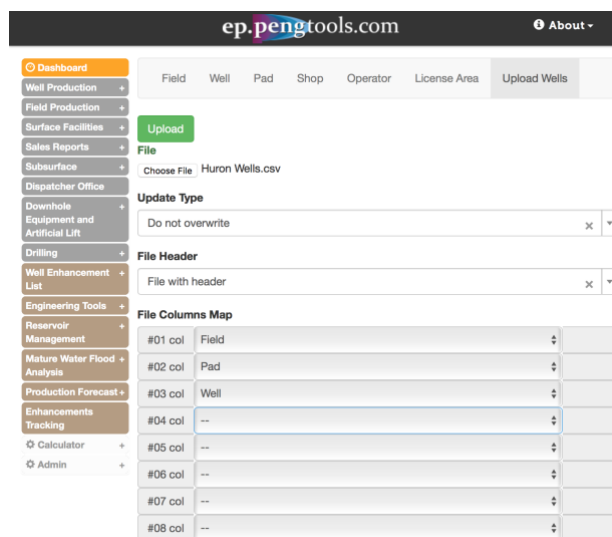 ep.pengtools.com
About
Dashboard
Well Production +
Field Production +
Surface Facilities +
Sales Reports +
Subsurface +
Dispatcher Office
Downhole +
Equipment and
Artificial Lift
Drilling +
Well Enhancement +
List
Engineering Tools +
Reservoir +
Management
Mature Water Flood +
Analysis
Production Forecast +
Enhancements
Tracking
Calculator +
Admin +
Field Well Pad Shop Operator License Area Upload Wells
Upload
File
Choose File Huron Wells.csv
Update Type
Do not overwrite ×
File Header
File with header ×
File Columns Map
#01 col Field
#02 col Pad
#03 col Well
#04 col --
#05 col --
#06 col --
#07 col --
#08 col --